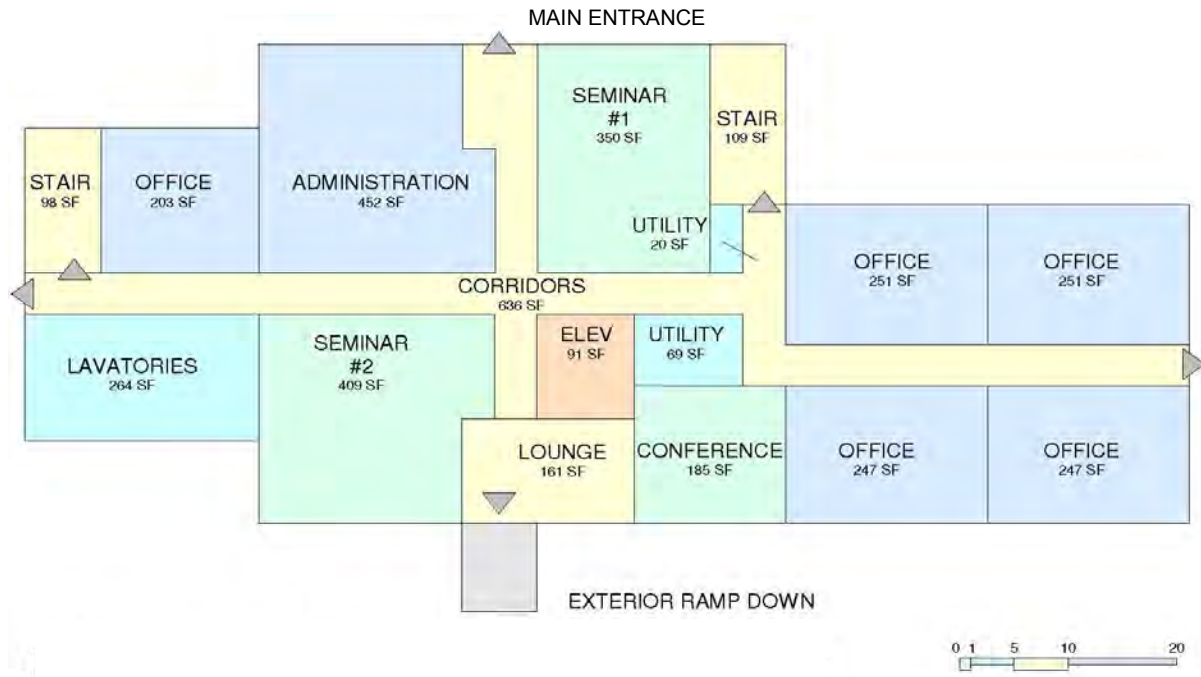 MAIN ENTRANCE
SEMINAR
#1
350 SF
STAIR
109 SF
STAIR
98 SF
OFFICE
203 SF
ADMINISTRATION
452 SF
UTILITY
20 SF
OFFICE
251 SF
OFFICE
251 SF
CORRIDORS
636 SF
LAVATORIES
264 SF
SEMINAR
#2
409 SF
ELEV
91 SF
UTILITY
69 SF
LOUNGE
161 SF
CONFERENCE
185 SF
OFFICE
247 SF
OFFICE
247 SF
EXTERIOR RAMP DOWN
0 1 5 10 20